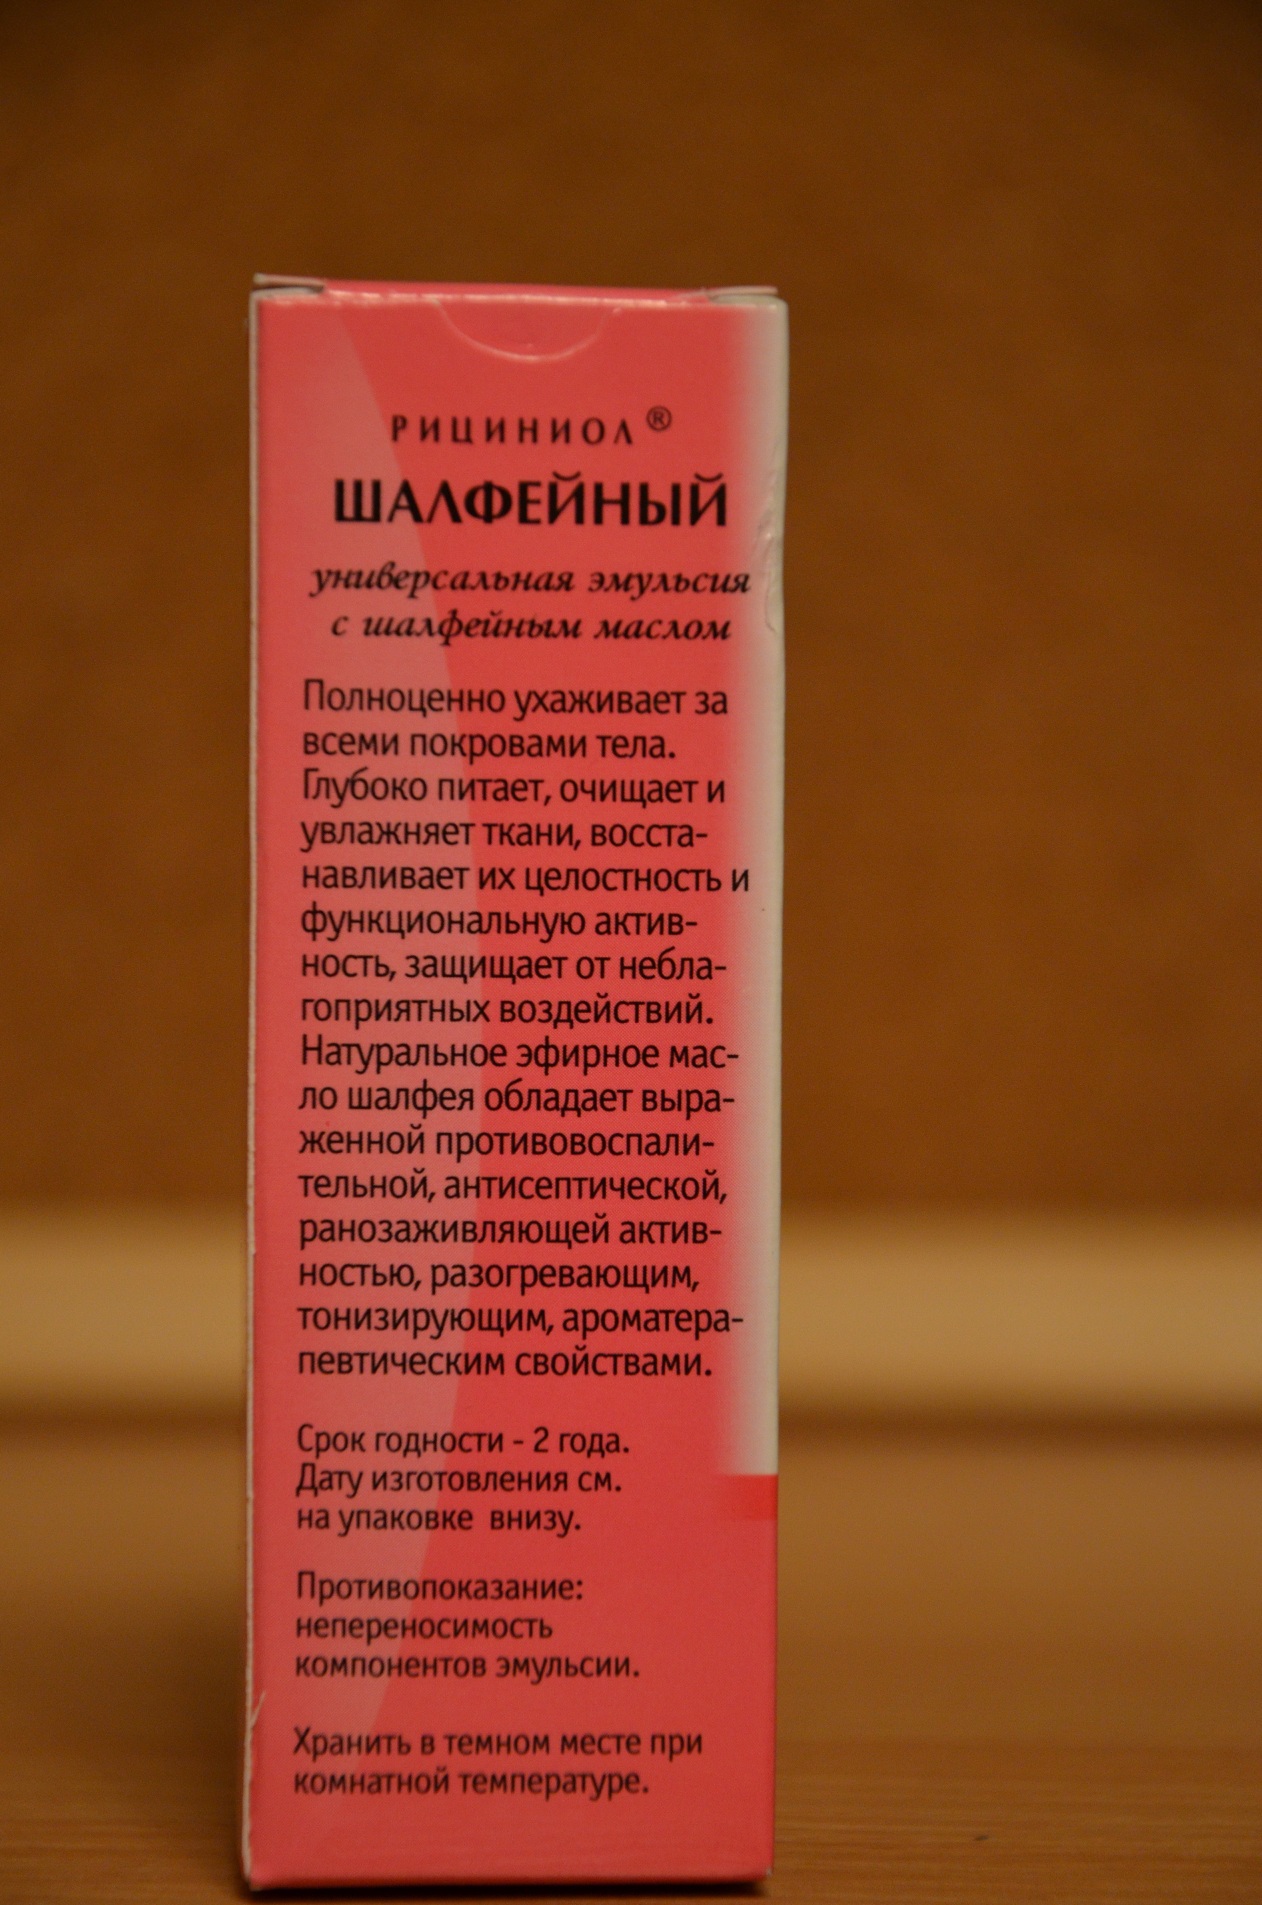 РИЦИНИОЛ®
ШАЛФЕЙНЫЙ
универсальная эмульсия
с шалфейным маслом
Полноценно ухаживает за
всеми покровами тела.
Глубоко питает, очищает и
увлажняет ткани, восста-
навливает их целостность и
функциональную актив-
ность, защищает от небла-
гоприятных воздействий.
Натуральное эфирное мас-
ло шалфея обладает выра-
женной противовоспали-
тельной, антисептической,
ранозаживляющей актив-
ностью, разогревающим,
тонизирующим, ароматера-
певтическим свойствами.
Срок годности - 2 года.
Дату изготовления см.
на упаковке внизу.
Противопоказание:
непереносимость
компонентов эмульсии.
Хранить в темном месте при
комнатной температуре.